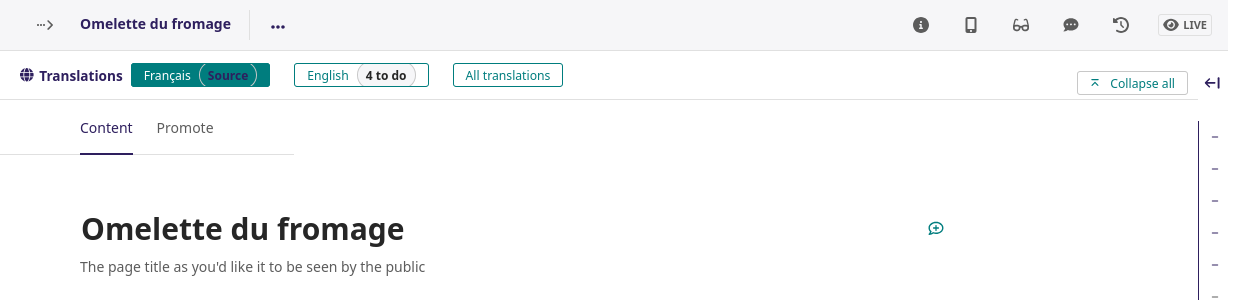 Omelette du fromage
LIVE
Translations Français Source English 4 to do All translations
Collapse all
Content Promote
Omelette du fromage
The page title as you'd like it to be seen by the public